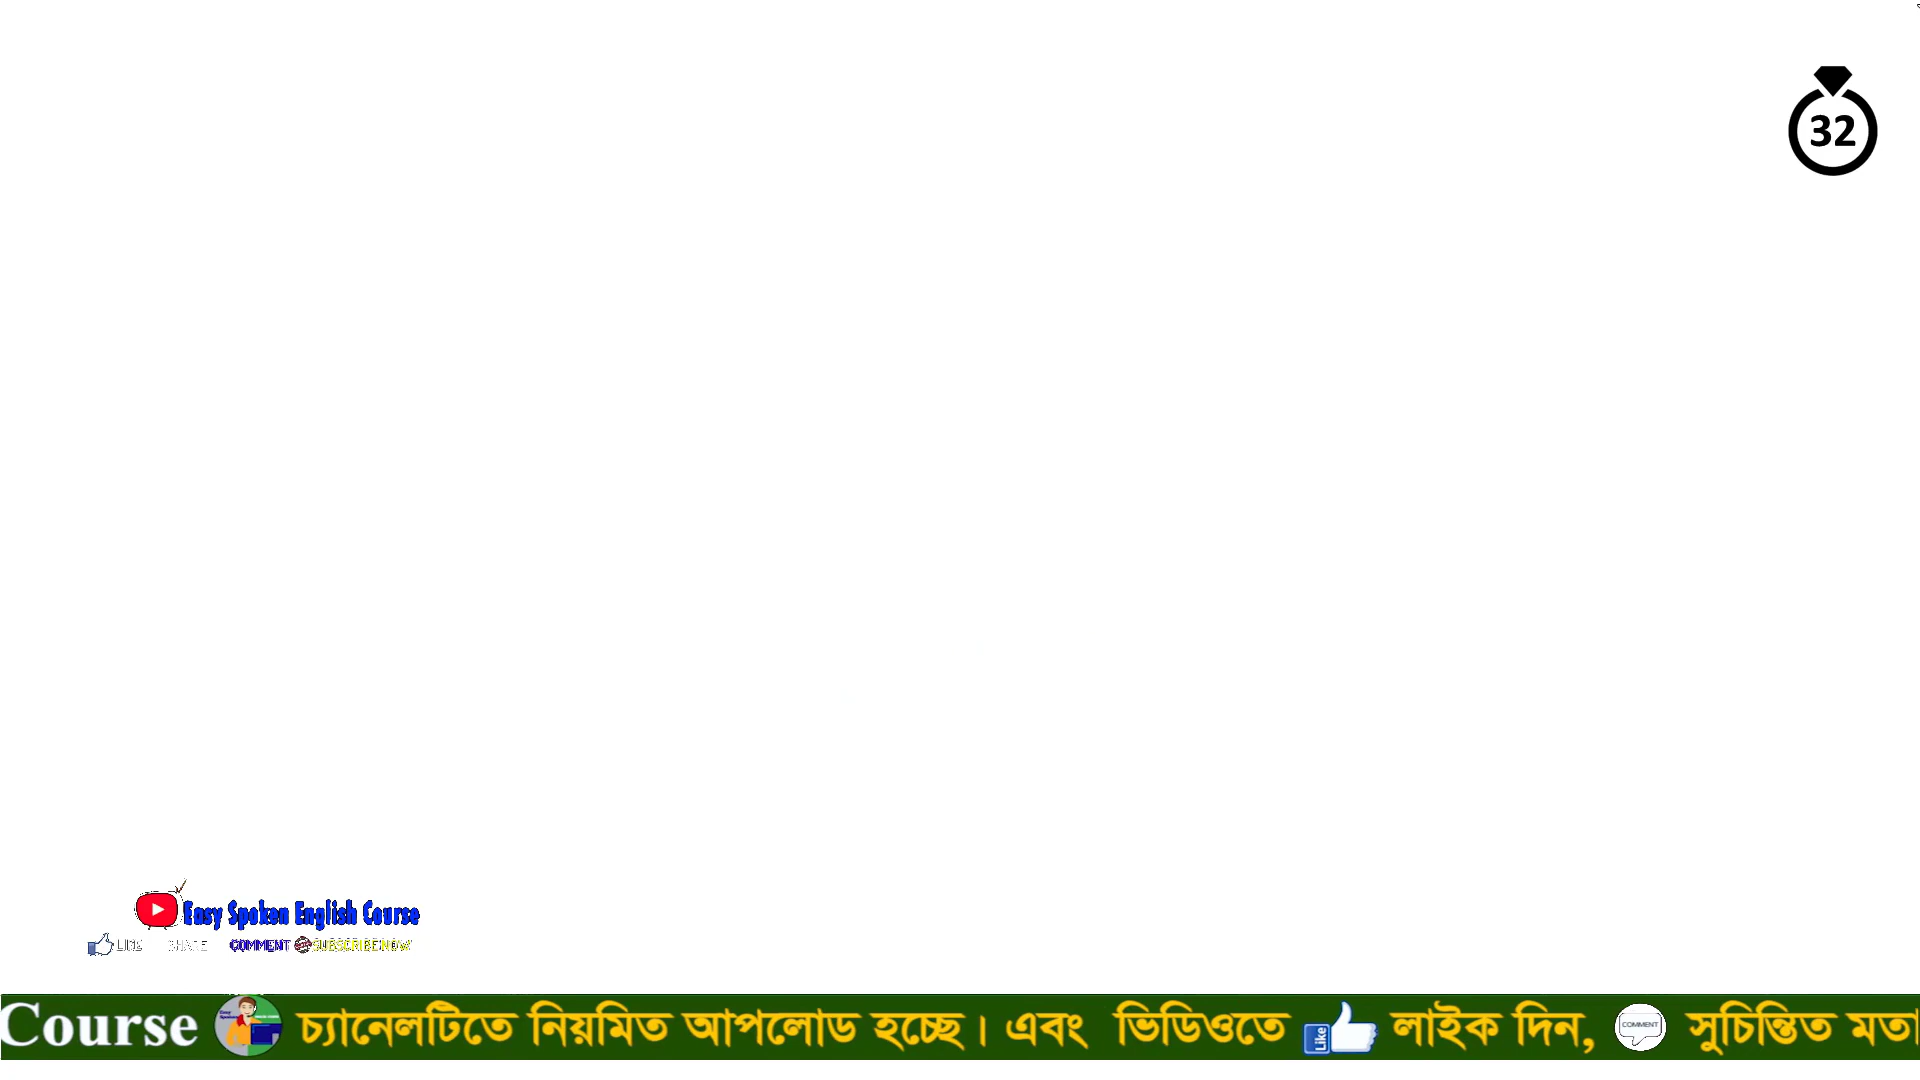 32
Easy Spoken English Course
LIKE SHARE COMMENT SUBSCRIBE NOW
Course চ্যানেলটিতে নিয়মিত আপলোড হচ্ছে। এবং ভিডিওতে Like লাইক দিন, COMMENT সুচিন্তিত মতা